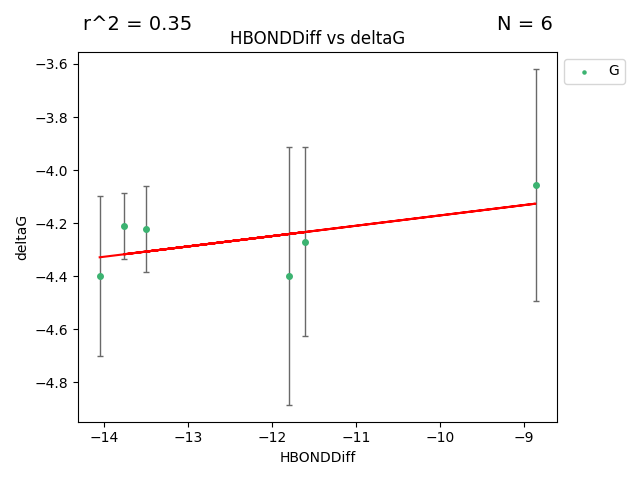 r^2 = 0.35
N = 6
HBONDDiff vs deltaG
G
deltaG
−3.6
−3.8
−4.0
−4.2
−4.4
−4.6
−4.8
−14
−13
−12
−11
−10
−9
HBONDDiff